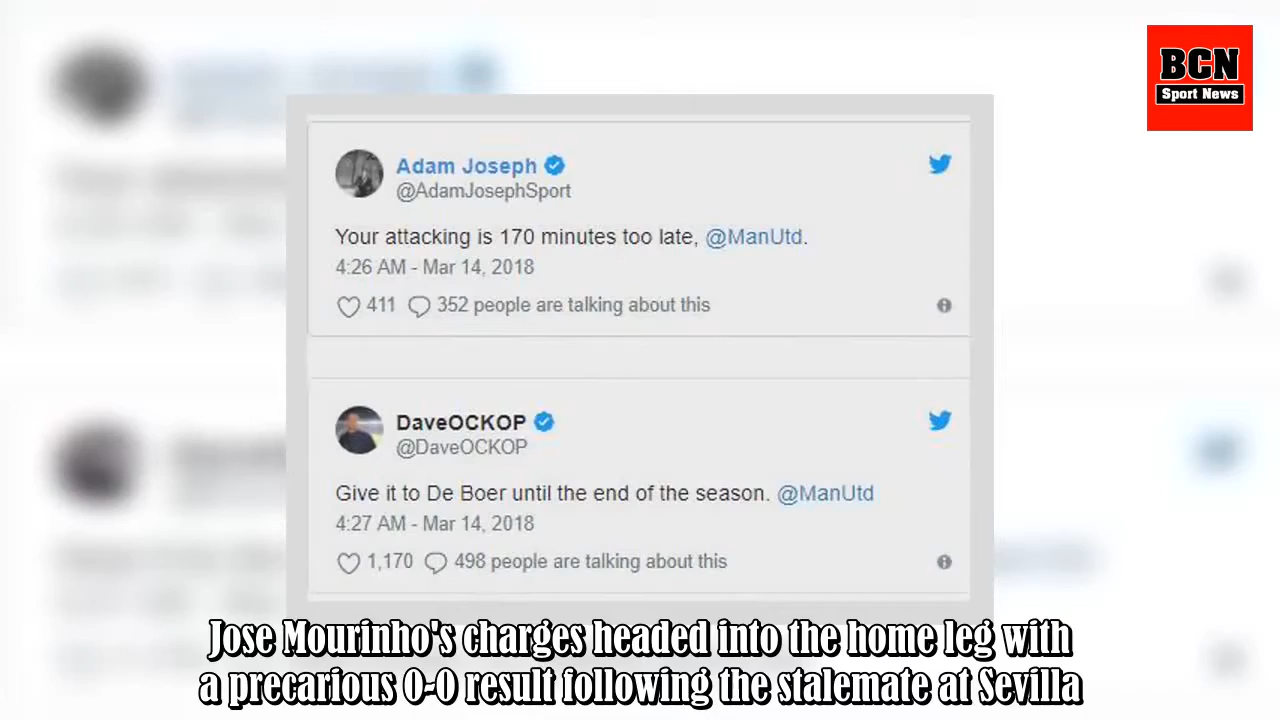 BCN
Sport News
Adam Joseph
@AdamJosephSport
Your attacking is 170 minutes too late, @ManUtd.
4:26 AM - Mar 14, 2018
411 352 people are talking about this
DaveOCKOP
@DaveOCKOP
Give it to De Boer until the end of the season. @ManUtd
4:27 AM - Mar 14, 2018
1,170 498 people are talking about this
Jose Mourinho's charges headed into the home leg with
a precarious 0-0 result following the stalemate at Sevilla